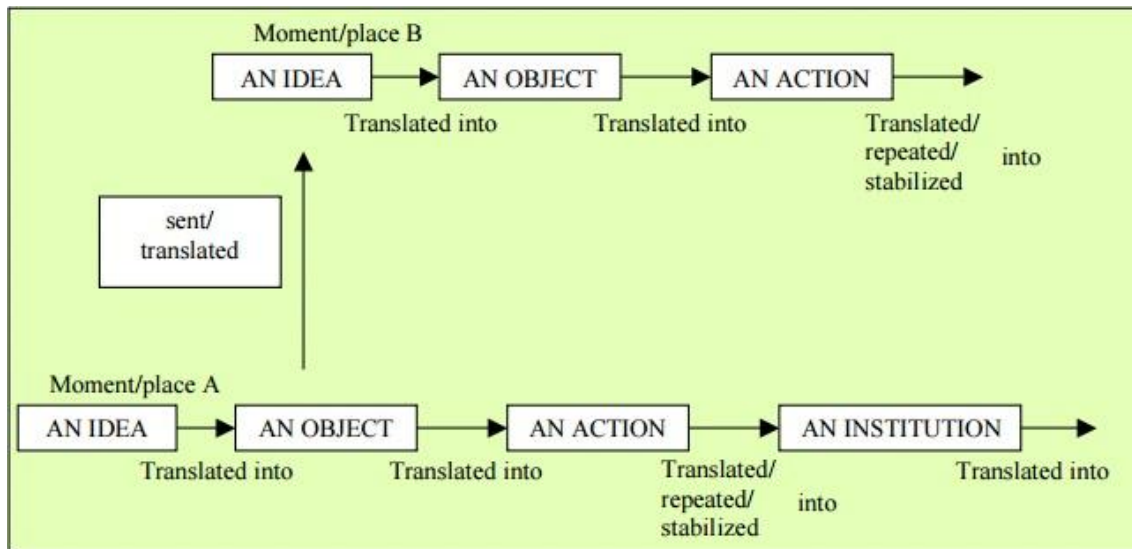 Moment/place B
AN IDEA AN OBJECT AN ACTION
Translated into Translated into Translated/
repeated/ into
stabilized
sent/
translated
Moment/place A
AN IDEA AN OBJECT AN ACTION AN INSTITUTION
Translated into Translated into Translated/ Translated into
repeated/ into
stabilized